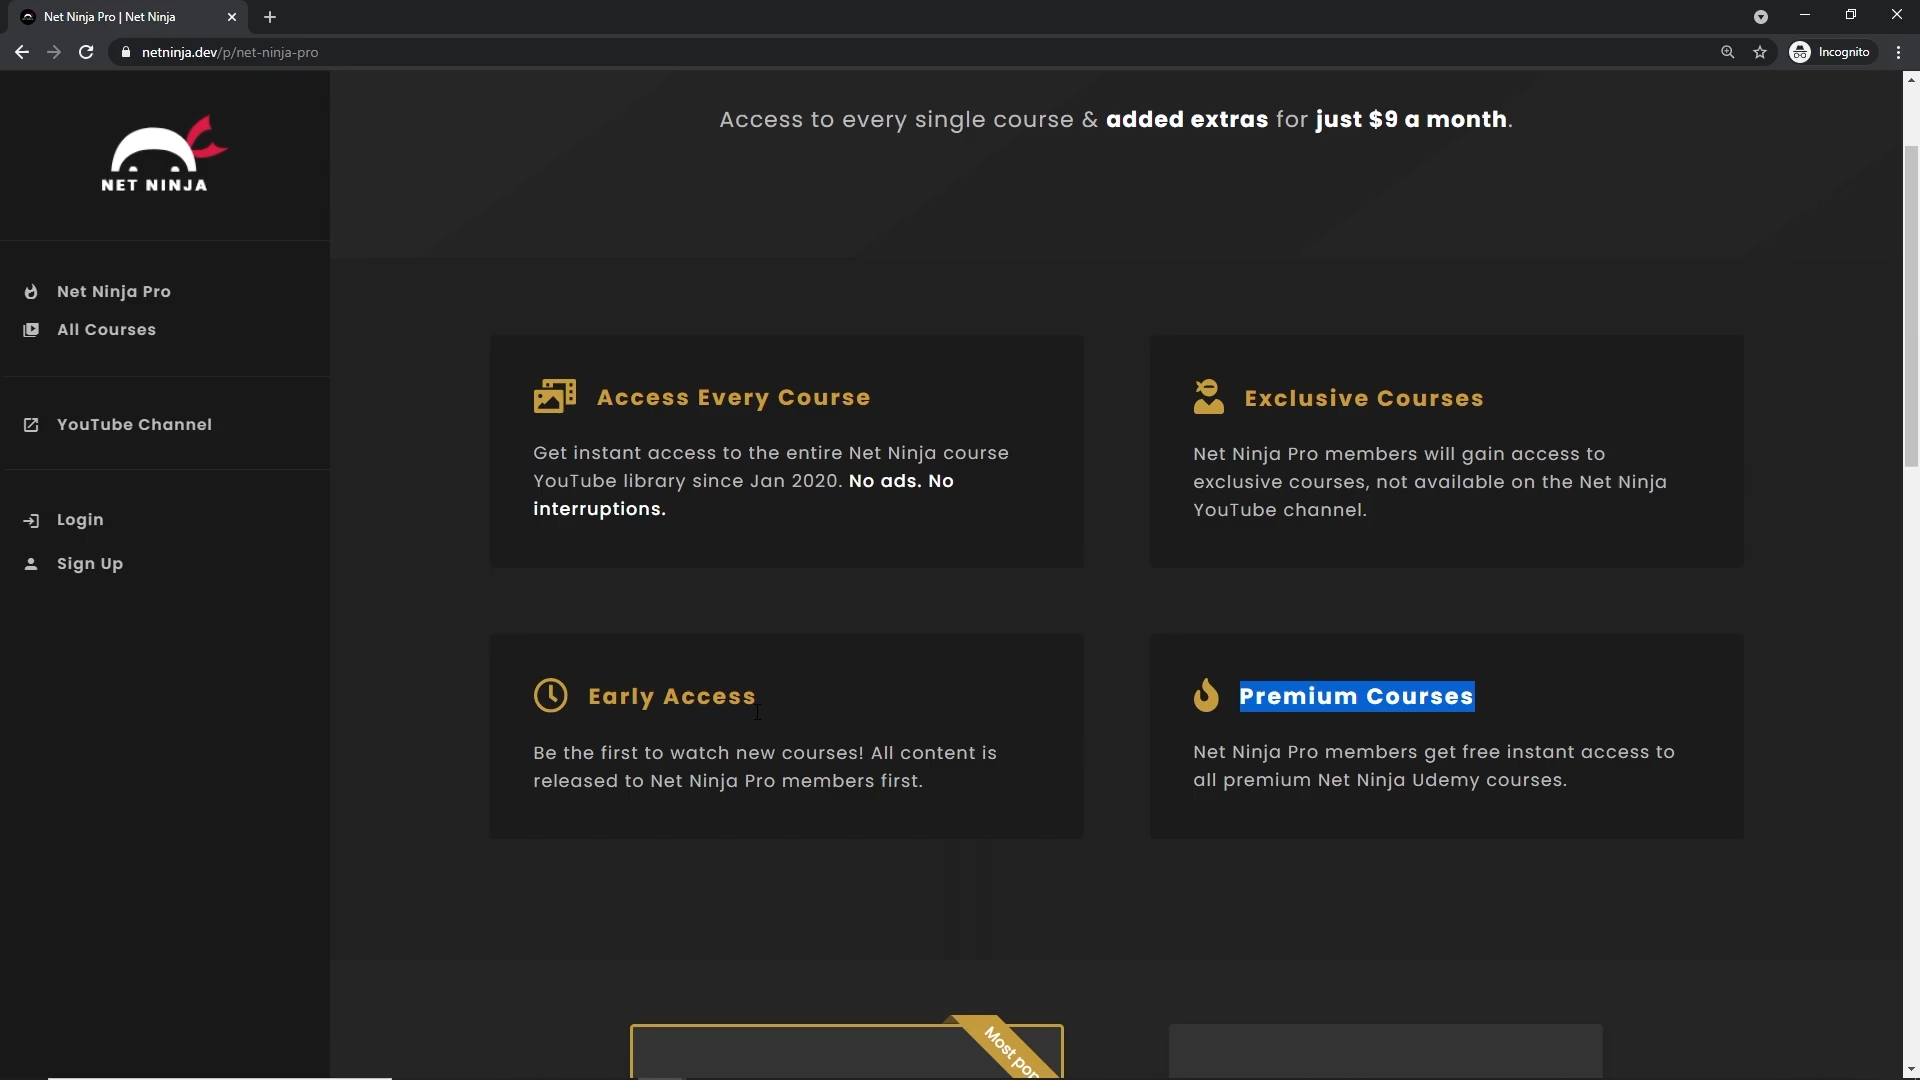 Net Ninja Pro | Net Ninja
netninja.dev/p/net-ninja-pro
Incognito
NET NINJA
Net Ninja Pro
All Courses
YouTube Channel
Login
Sign Up
Access to every single course & added extras for just $9 a month.
Access Every Course
Get instant access to the entire Net Ninja course
YouTube library since Jan 2020. No ads. No
interruptions.
Exclusive Courses
Net Ninja Pro members will gain access to
exclusive courses, not available on the Net Ninja
YouTube channel.
Early Access
Be the first to watch new courses! All content is
released to Net Ninja Pro members first.
Premium Courses
Net Ninja Pro members get free instant access to
all premium Net Ninja Udemy courses.
Most pop